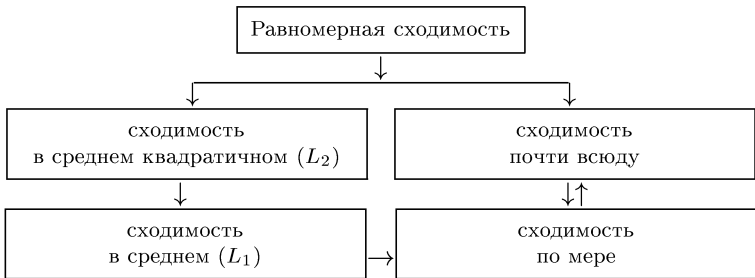 Равномерная сходимость
сходимость
в среднем квадратичном (L₂)
сходимость
почти всюду
сходимость
в среднем (L₁)
сходимость
по мере